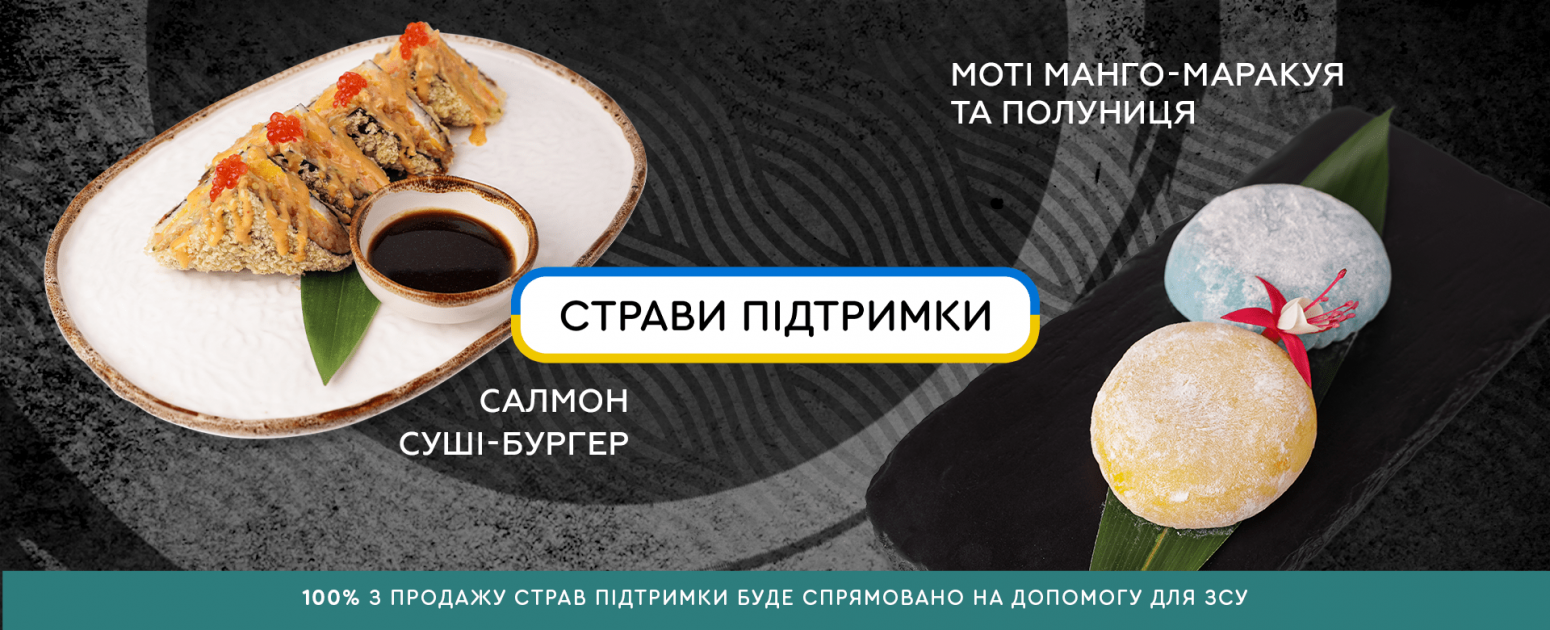 МОТІ МАНГО-МАРАКУЯ
ТА ПОЛУНИЦЯ
СТРАВИ ПІДТРИМКИ
САЛМОН
СУШІ-БУРГЕР
100% З ПРОДАЖУ СТРАВ ПІДТРИМКИ БУДЕ СПРЯМОВАНО НА ДОПОМОГУ ДЛЯ ЗСУ